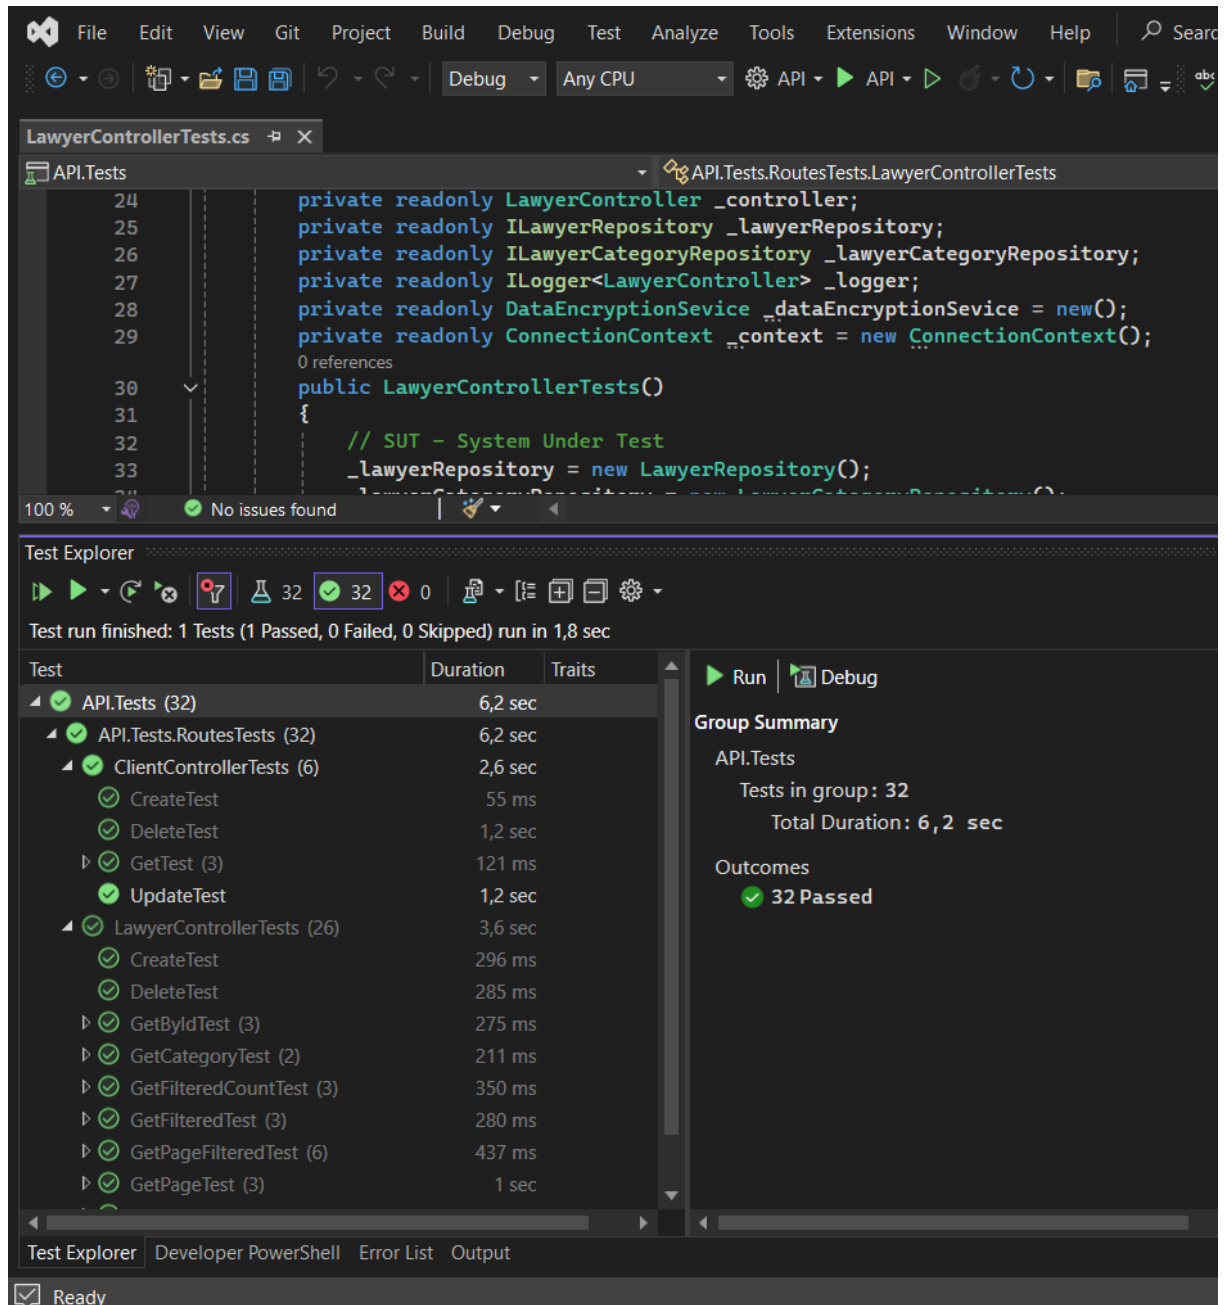 File Edit View Git Project Build Debug Test Analyze Tools Extensions Window Help Searc
Debug Any CPU API API abc
LawyerControllerTests.cs
API.Tests API.Tests.RoutesTests.LawyerControllerTests
24 private readonly LawyerController _controller;
25 private readonly ILawyerRepository _lawyerRepository;
26 private readonly ILawyerCategoryRepository _lawyerCategoryRepository;
27 private readonly ILogger<LawyerController> _logger;
28 private readonly DataEncryptionSevice _dataEncryptionSevice = new();
29 private readonly ConnectionContext _context = new ConnectionContext();
0 references
30 public LawyerControllerTests()
31 {
32 // SUT - System Under Test
33 _lawyerRepository = new LawyerRepository();
34 _lawyerCategoryRepository = new LawyerCategoryRepository();
100 % No issues found
Test Explorer
32 32 0
Test run finished: 1 Tests (1 Passed, 0 Failed, 0 Skipped) run in 1,8 sec
Test Duration Traits
API.Tests (32) 6,2 sec
API.Tests.RoutesTests (32) 6,2 sec
ClientControllerTests (6) 2,6 sec
CreateTest 55 ms
DeleteTest 1,2 sec
GetTest (3) 121 ms
UpdateTest 1,2 sec
LawyerControllerTests (26) 3,6 sec
CreateTest 296 ms
DeleteTest 285 ms
GetByIdTest (3) 275 ms
GetCategoryTest (2) 211 ms
GetFilteredCountTest (3) 350 ms
GetFilteredTest (3) 280 ms
GetPageFilteredTest (6) 437 ms
GetPageTest (3) 1 sec
Run Debug
Group Summary
API.Tests
Tests in group: 32
Total Duration: 6,2 sec
Outcomes
32 Passed
Test Explorer Developer PowerShell Error List Output
Ready